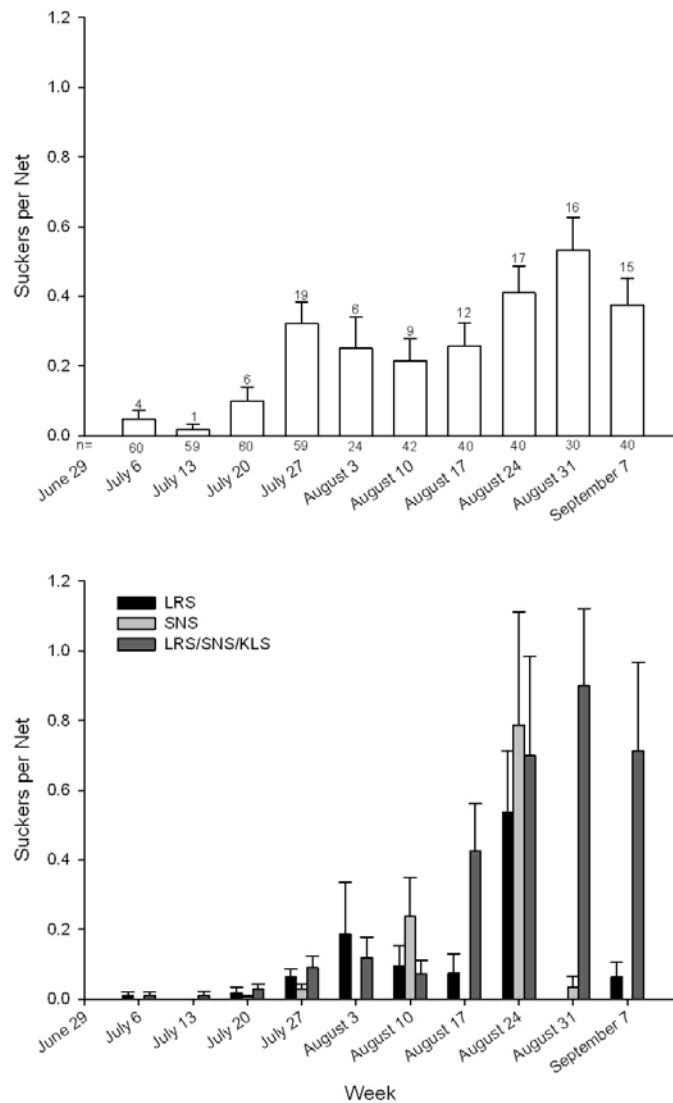 1.2
1.0
0.8
0.6
0.4
0.2
0.0
Suckers per Net
4
1
6
19
6
9
12
17
16
15
n=
60
59
60
59
24
42
40
40
30
40
June 29
July 6
July 13
July 20
July 27
August 3
August 10
August 17
August 24
August 31
September 7
1.2
1.0
0.8
0.6
0.4
0.2
0.0
Suckers per Net
LRS
SNS
LRS/SNS/KLS
June 29
July 6
July 13
July 20
July 27
August 3
August 10
August 17
August 24
August 31
September 7
Week